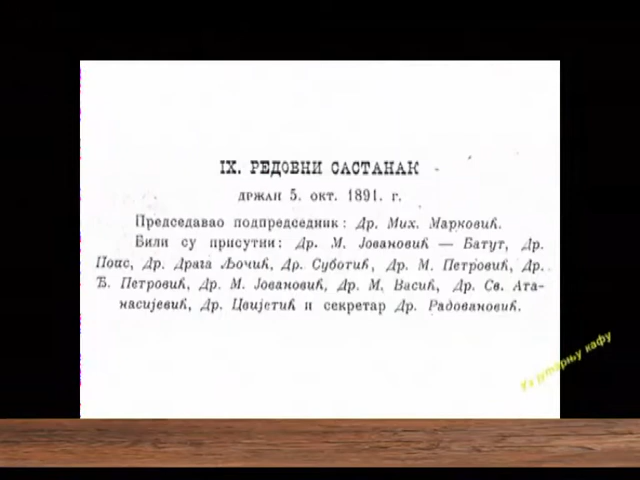 IX. РЕДОВНИ САСТАНАК
држан 5. окт. 1891. г.
Председавао подпредседник: Др. Мих. Марковић.
Били су присутни: Др. М. Јовановић — Батут, Др.
Попс, Др. Драга Љочић, Др. Суботић, Др. М. Петровић, Др.
Ђ. Петровић, Др. М. Јовановић, Др. М. Васић, Др. Св. Ата-
насијевић, Др. Цвијетић и секретар Др. Радовановић.
Уз јутарњу кафу